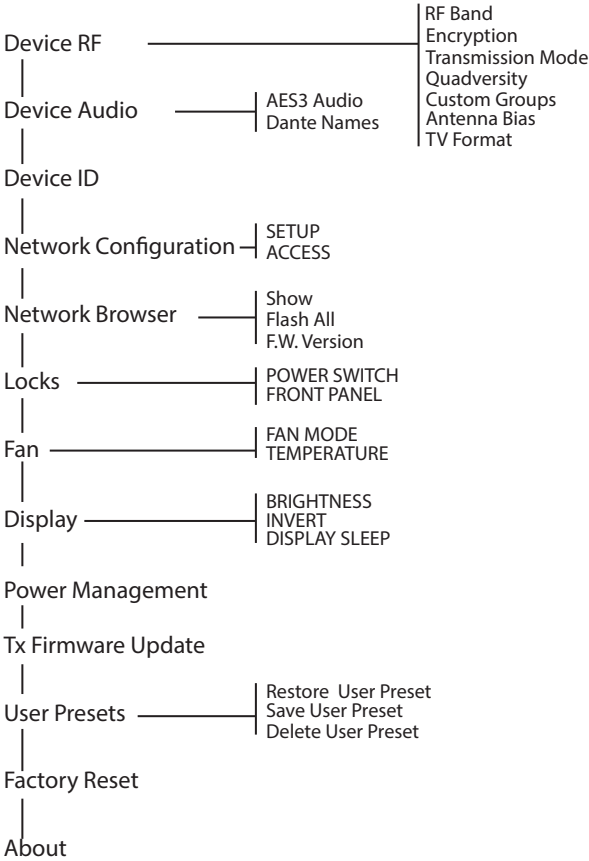 Device RF
RF Band
Encryption
Transmission Mode
Quadversity
Custom Groups
Antenna Bias
TV Format
Device Audio
AES3 Audio
Dante Names
Device ID
Network Configuration
SETUP
ACCESS
Network Browser
Show
Flash All
F.W. Version
Locks
POWER SWITCH
FRONT PANEL
Fan
FAN MODE
TEMPERATURE
Display
BRIGHTNESS
INVERT
DISPLAY SLEEP
Power Management
Tx Firmware Update
User Presets
Restore User Preset
Save User Preset
Delete User Preset
Factory Reset
About